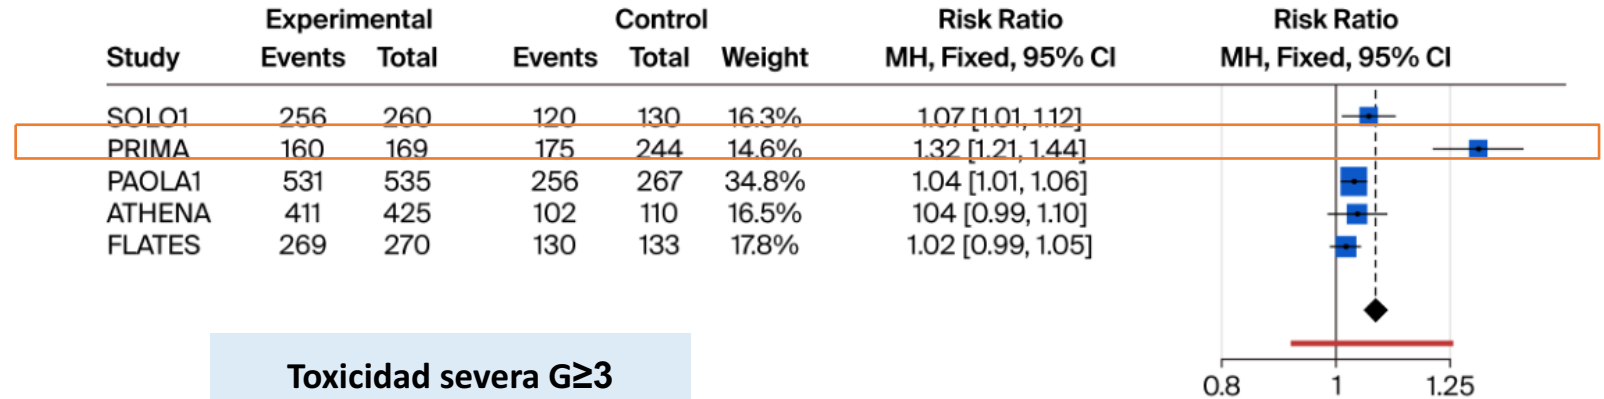 Experimental Control Risk Ratio Risk Ratio
Study Events Total Events Total Weight MH, Fixed, 95% CI MH, Fixed, 95% CI
SOLO1 256 260 120 130 16.3% 1.07 [1.01, 1.12]
PRIMA 160 169 175 244 14.6% 1.32 [1.21, 1.44]
PAOLA1 531 535 256 267 34.8% 1.04 [1.01, 1.06]
ATHENA 411 425 102 110 16.5% 104 [0.99, 1.10]
FLATES 269 270 130 133 17.8% 1.02 [0.99, 1.05]
Toxicidad severa G≥3
0.8 1 1.25